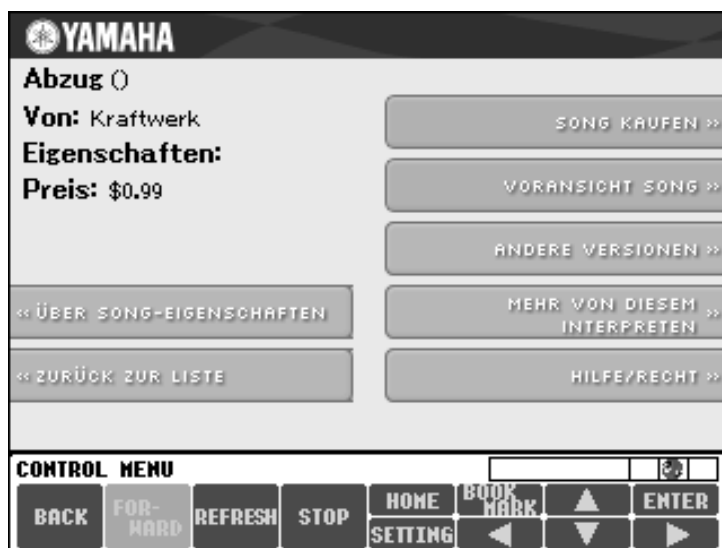 YAMAHA
Abzug ()
Von: Kraftwerk
Eigenschaften:
Preis: $0.99
SONG KAUFEN »
VORANSICHT SONG »
ANDERE VERSIONEN »
« ÜBER SONG-EIGENSCHAFTEN
MEHR VON DIESEM INTERPRETEN »
« ZURÜCK ZUR LISTE
HILFE/RECHT »
CONTROL MENU
BACK
FOR-
WARD
REFRESH
STOP
HOME
SETTING
BOOK
MARK
ENTER